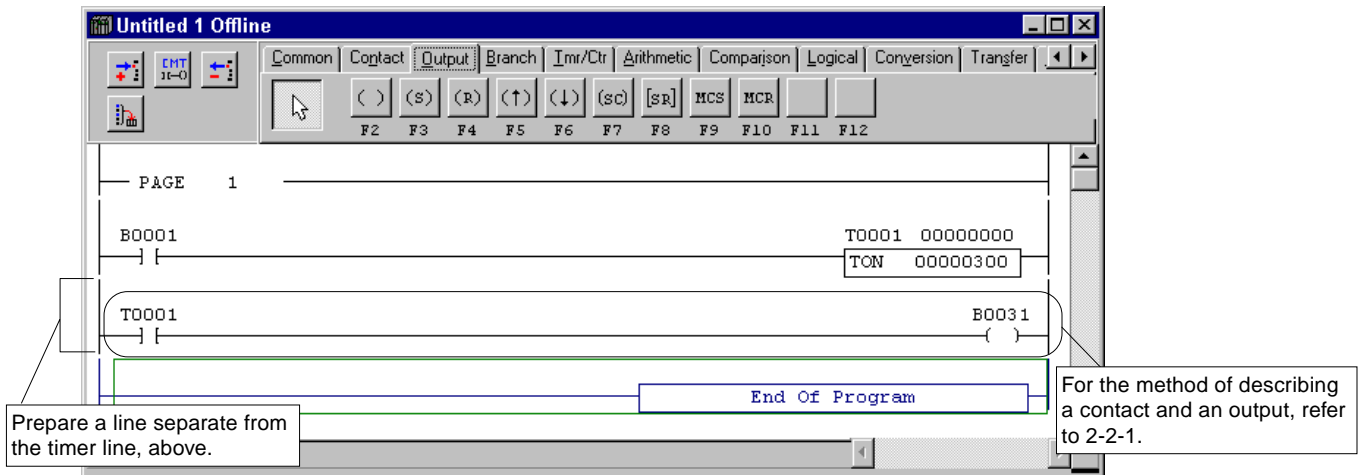 Untitled 1 Offline
Common Contact Output Branch Tmr/Ctr Arithmetic Comparison Logical Conversion Transfer
CMT
( ) (S) (R) (↑) (↓) (SC) [SR] MCS MCR
F2 F3 F4 F5 F6 F7 F8 F9 F10 F11 F12
PAGE 1
B0001 T0001 00000000
TON 00000300
T0001 B0031
( )
End Of Program
Prepare a line separate from
the timer line, above.
For the method of describing
a contact and an output, refer
to 2-2-1.